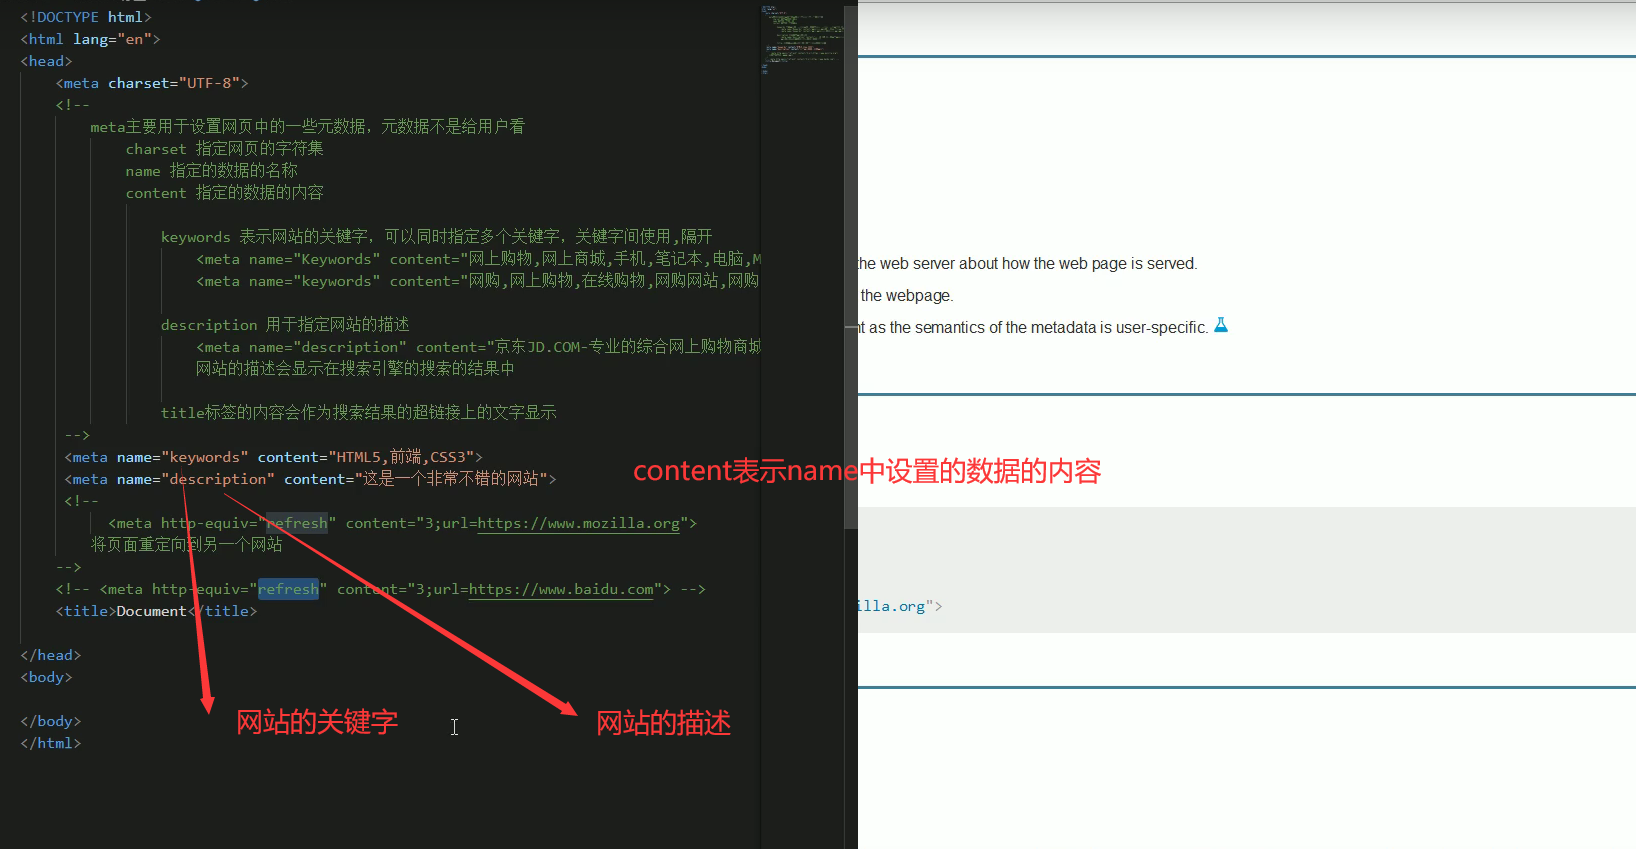 <!DOCTYPE html>
<html lang="en">
<head>
<meta charset="UTF-8">
<!--
meta主要用于设置网页中的一些元数据，元数据不是给用户看
charset 指定网页的字符集
name 指定的数据的名称
content 指定的数据的内容
keywords 表示网站的关键字，可以同时指定多个关键字，关键字间使用,隔开
<meta name="Keywords" content="网上购物,网上商城,手机,笔记本,电脑,M
<meta name="keywords" content="网购,网上购物,在线购物,网购网站,网购
description 用于指定网站的描述
<meta name="description" content="京东JD.COM-专业的综合网上购物商城
网站的描述会显示在搜索引擎的搜索的结果中
title标签的内容会作为搜索结果的超链接上的文字显示
-->
<meta name="keywords" content="HTML5,前端,CSS3">
<meta name="description" content="这是一个非常不错的网站">
<!--
<meta http-equiv="refresh" content="3;url=https://www.mozilla.org">
将页面重定向到另一个网站
-->
<!-- <meta http-equiv="refresh" content="3;url=https://www.baidu.com"> -->
<title>Document</title>
</head>
<body>
</body>
</html>
网站的关键字
网站的描述
content表示name中设置的数据的内容
the web server about how the web page is served.
the webpage.
nt as the semantics of the metadata is user-specific.
illa.org">